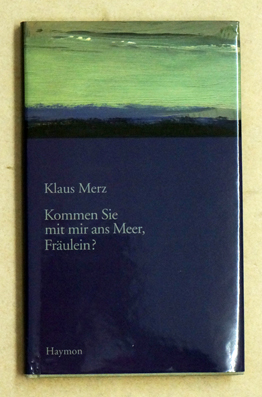 Klaus Merz
Kommen Sie
mit mir ans Meer,
Fräulein?
Haymon